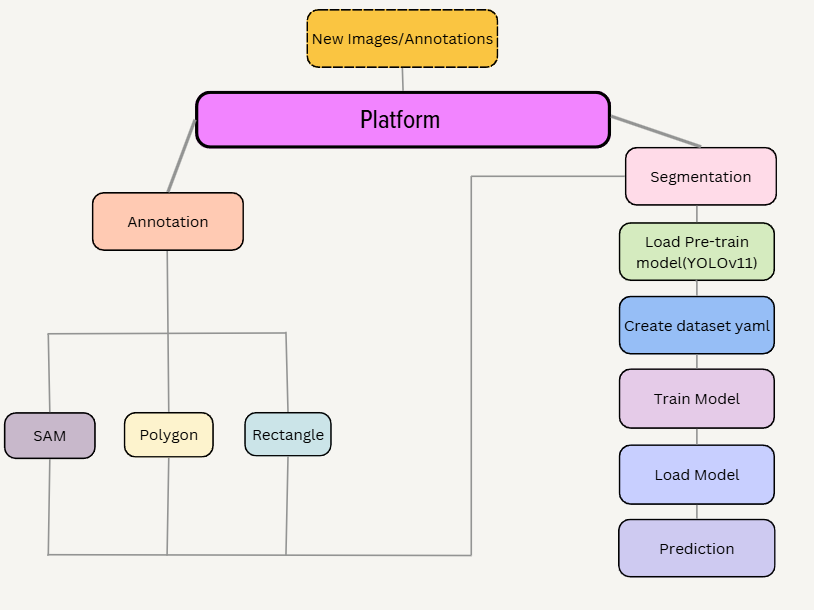 New Images/Annotations
Platform
Segmentation
Annotation
Load Pre-train
model(YOLOv11)
Create dataset yaml
Train Model
SAM
Polygon
Rectangle
Load Model
Prediction